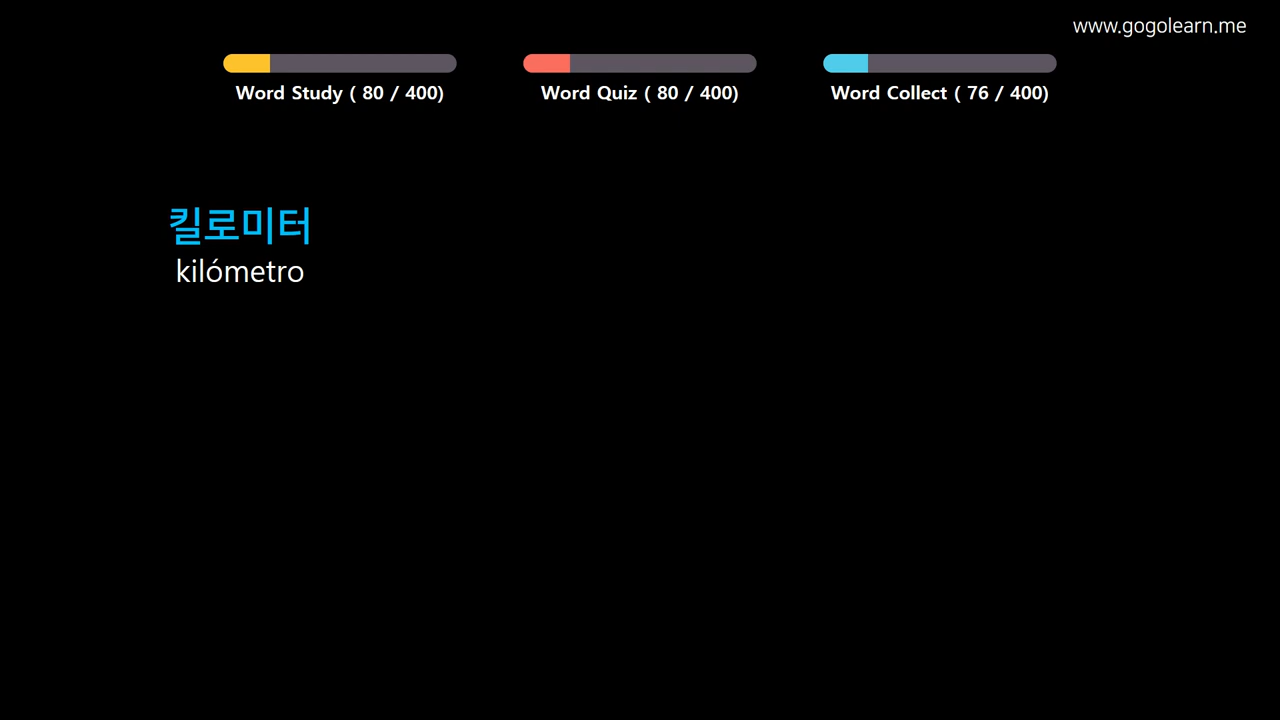 www.gogolearn.me
Word Study ( 80 / 400)
Word Quiz ( 80 / 400)
Word Collect ( 76 / 400)
킬로미터
kilómetro